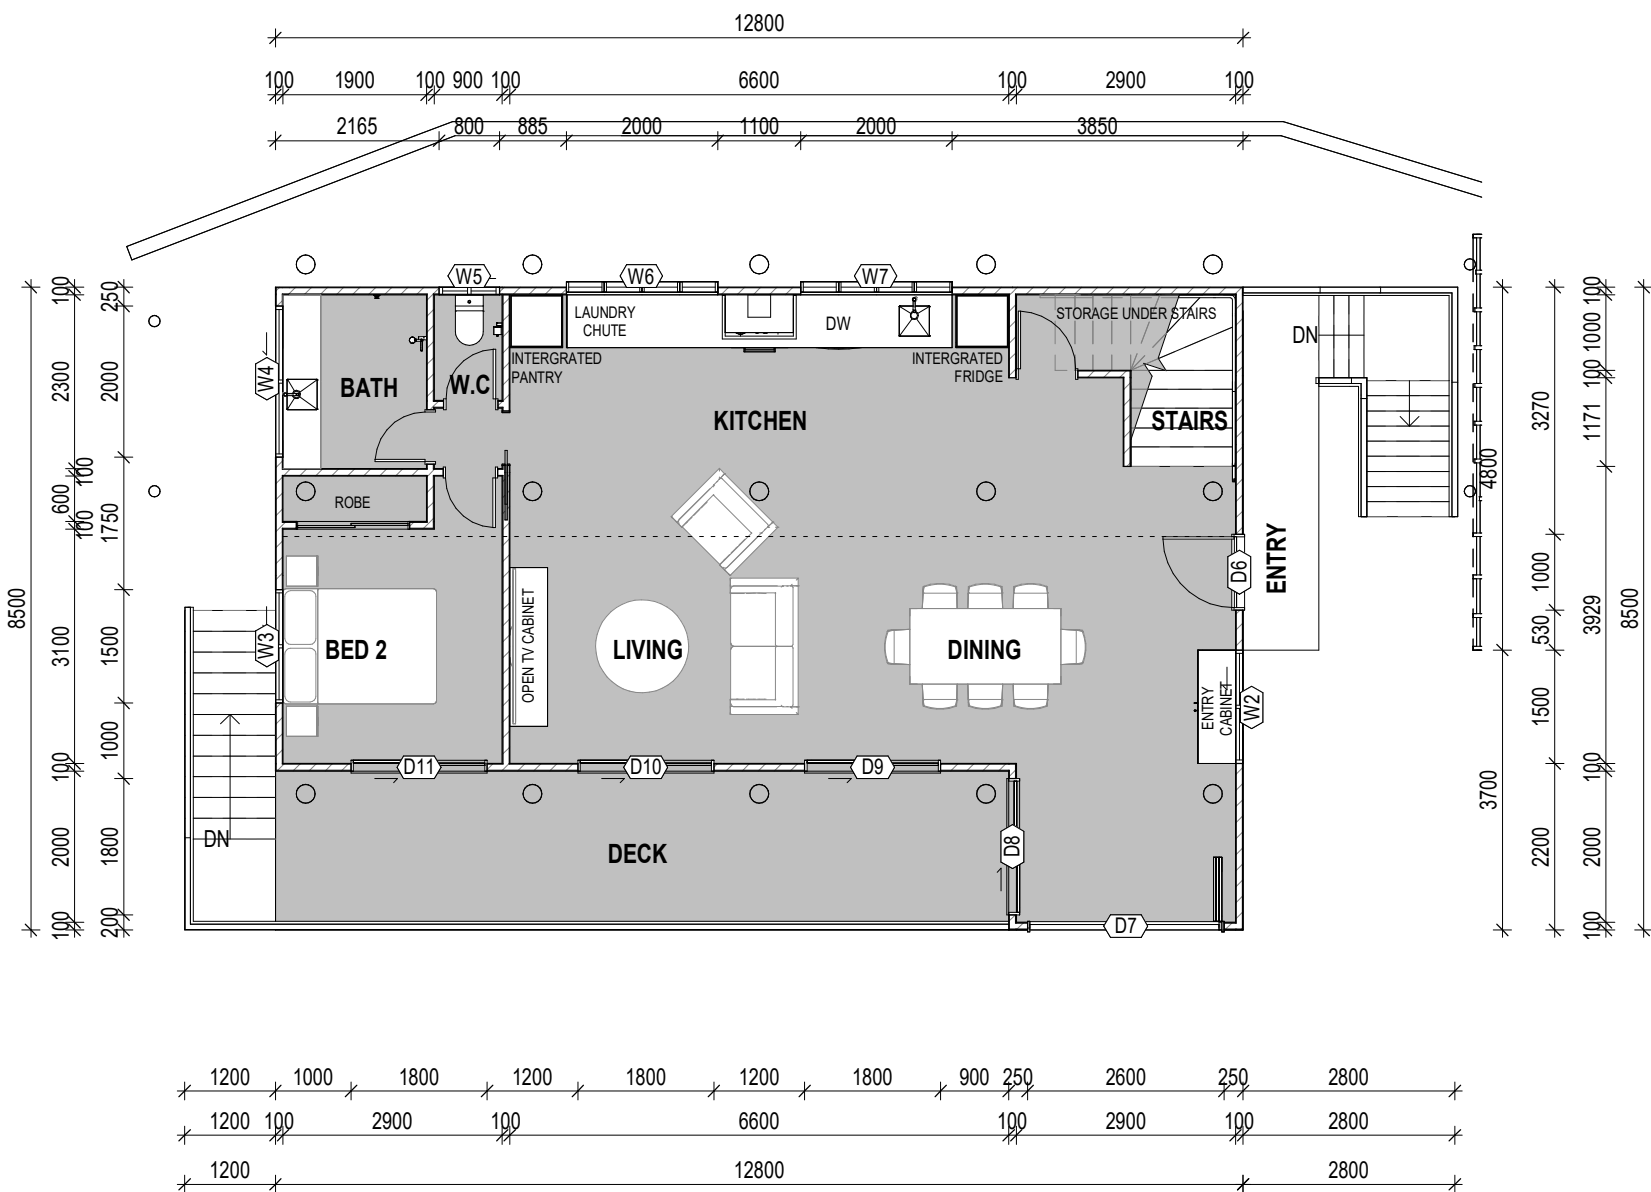 12800
100 1900 100 900 100 6600 100 2900 100
2165 800 885 2000 1100 2000 3850
W5 W6 W7
LAUNDRY
CHUTE
DW
STORAGE UNDER STAIRS
DN
INTERGRATED
PANTRY
INTERGRATED
FRIDGE
W4
BATH
W.C
KITCHEN
STAIRS
ROBE
ENTRY
D6
W3
BED 2
OPEN TV CABINET
LIVING
DINING
ENTRY
CABINET
W2
D11
D10
D9
DN
DECK
D8
D7
8500
100 2300 100 600 100 3100 100 2000 100
250 2000 1750 1500 1000 1800 200
4800 3700
3270 1000 530 1500 2200
100 1000 100 1171 3929 100 2000 100
8500
1200 1000 1800 1200 1800 1200 1800 900 250 2600 250 2800
1200 100 2900 100 6600 100 2900 100 2800
1200 12800 2800